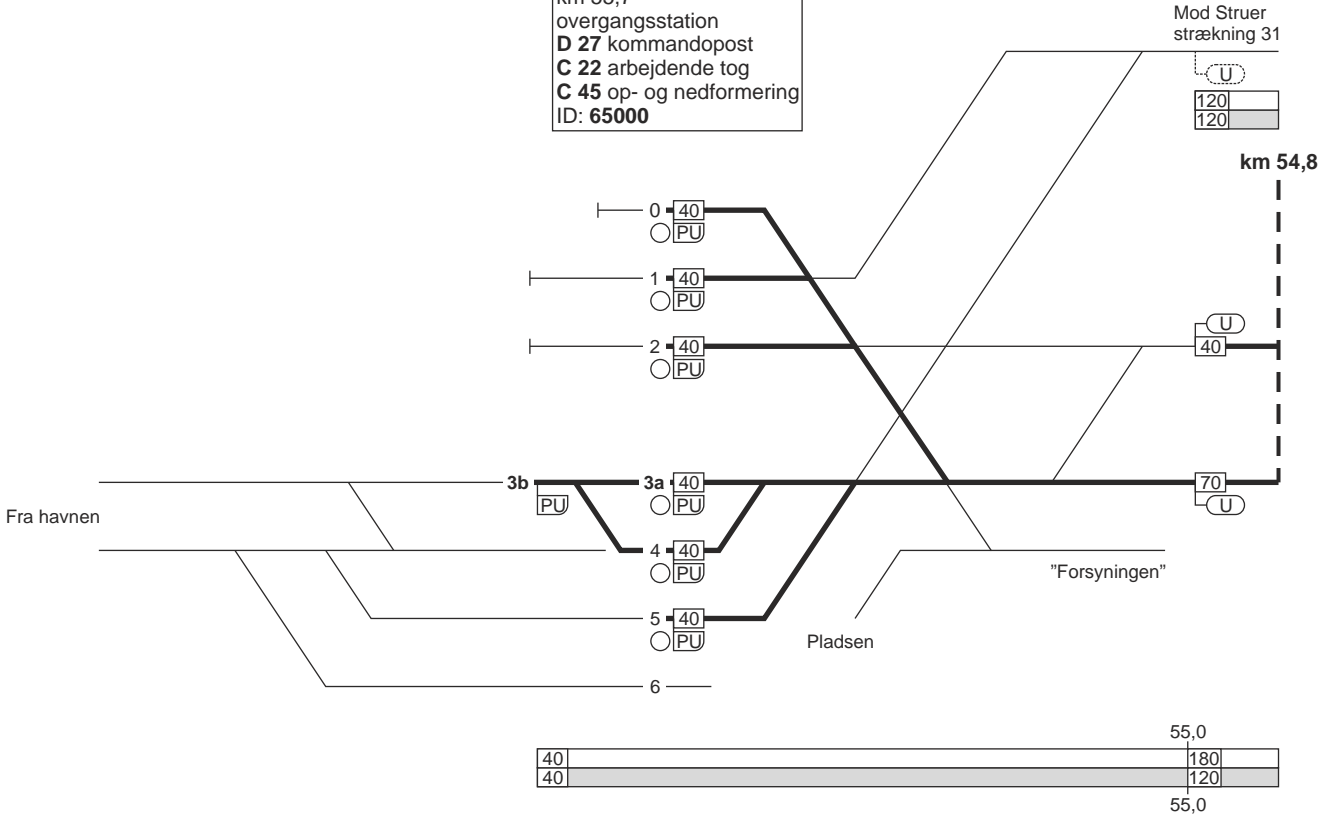 overgangsstation
D 27 kommandopost
C 22 arbejdende tog
C 45 op- og nedformering
ID: 65000
Mod Struer
strækning 31
U
120
120
km 54,8
0 40
PU
1 40
PU
U
2 40
40
PU
3b 3a 40
70
PU
PU
U
Fra havnen
4 40
PU
"Forsyningen"
5 40
PU
Pladsen
6
55,0
40 180
40 120
55,0